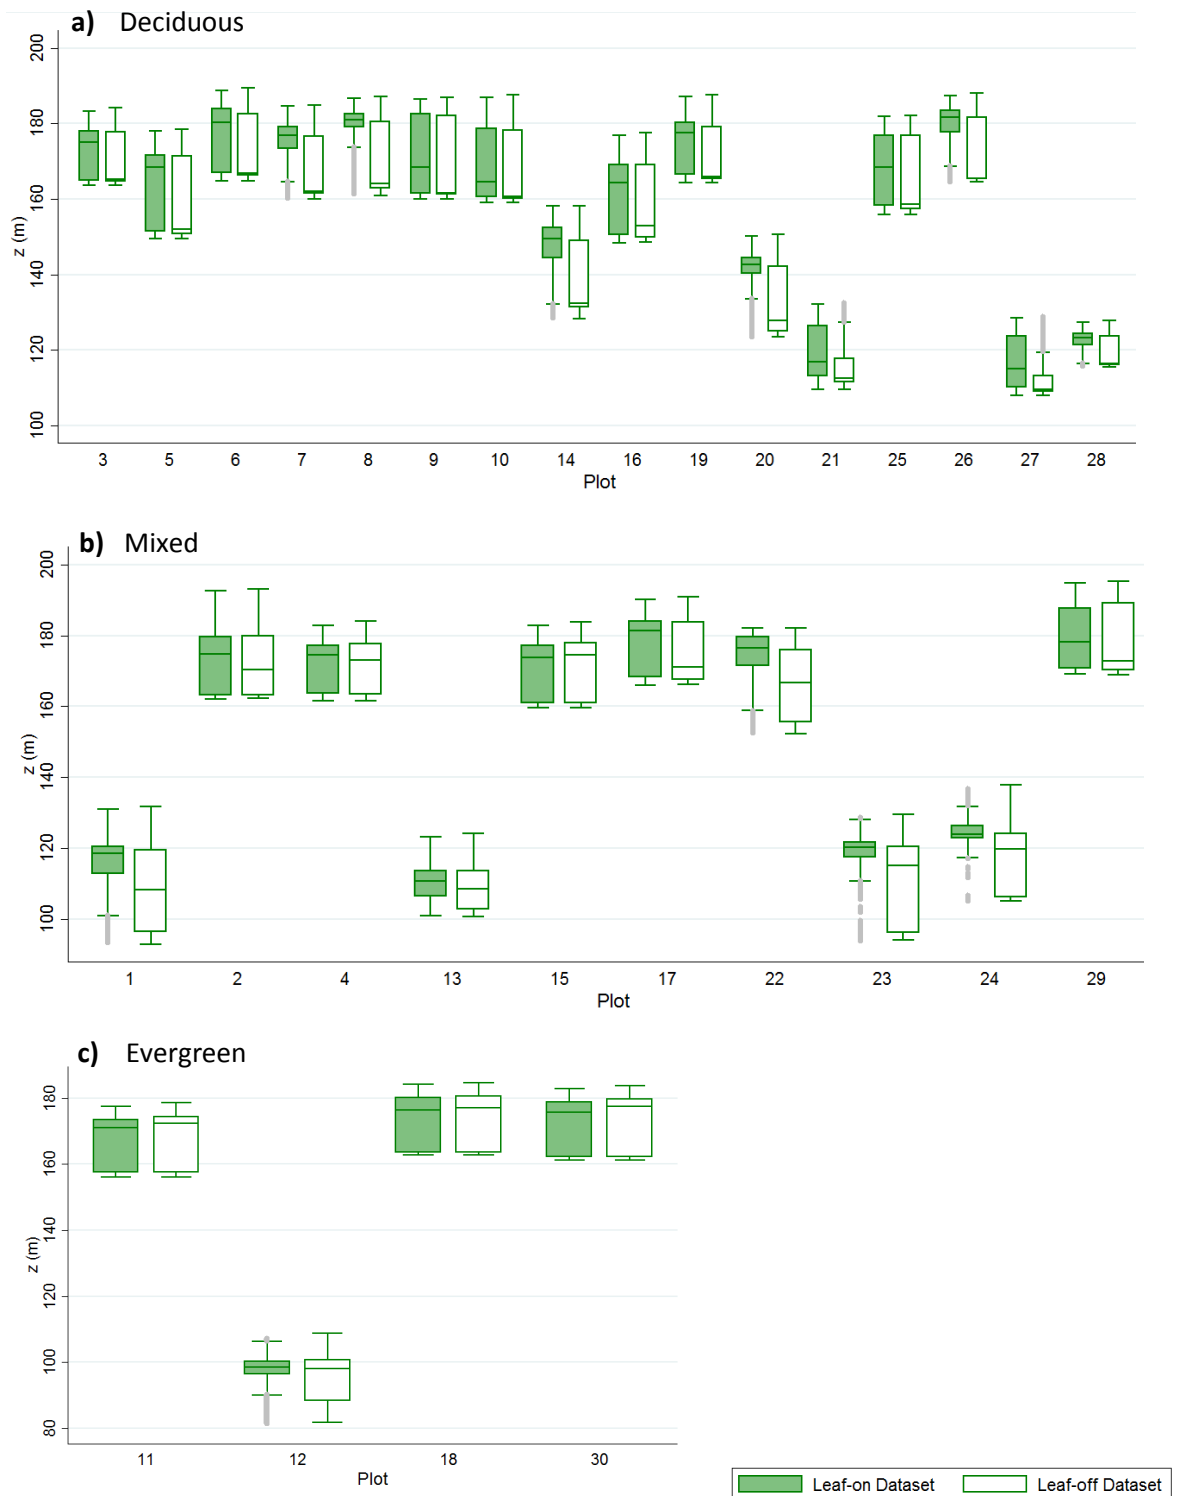 a) Deciduous
200
180
160
140
120
100
z (m)
3 5 6 7 8 9 10 14 16 19 20 21 25 26 27 28
Plot
b) Mixed
200
180
160
140
120
100
z (m)
1 2 4 13 15 17 22 23 24 29
Plot
c) Evergreen
180
160
140
120
100
80
z (m)
11 12 18 30
Plot
Leaf-on Dataset Leaf-off Dataset